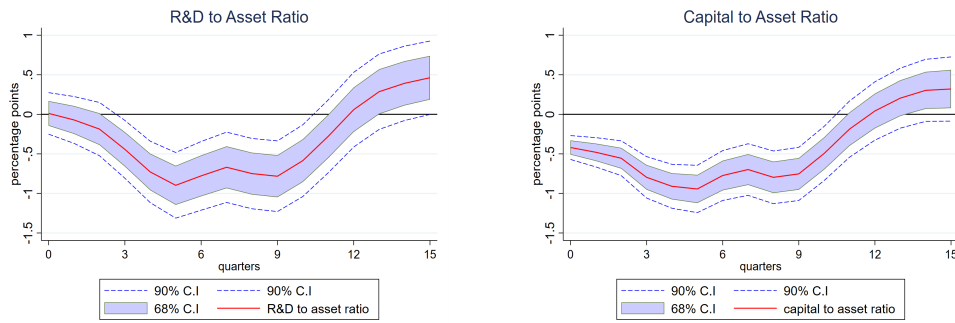 R&D to Asset Ratio
percentage points
1
.5
0
-.5
-1
-1.5
0 3 6 9 12 15
quarters
90% C.I 90% C.I
68% C.I R&D to asset ratio
Capital to Asset Ratio
percentage points
1
.5
0
-.5
-1
-1.5
0 3 6 9 12 15
quarters
90% C.I 90% C.I
68% C.I capital to asset ratio